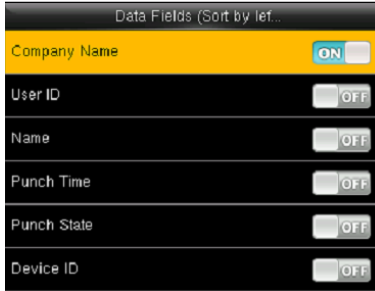 Data Fields (Sort by lef...
Company Name ON
User ID OFF
Name OFF
Punch Time OFF
Punch State OFF
Device ID OFF